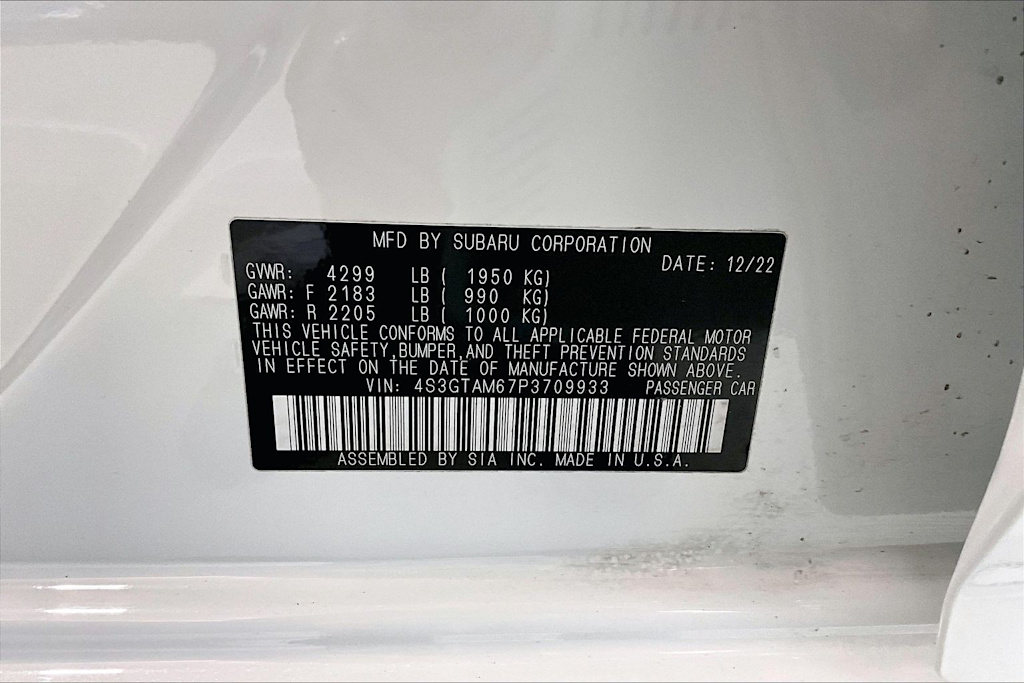 MFD BY SUBARU CORPORATION
DATE: 12/22
GVWR: 4299 LB ( 1950 KG)
GAWR: F 2183 LB ( 990 KG)
GAWR: R 2205 LB ( 1000 KG)
THIS VEHICLE CONFORMS TO ALL APPLICABLE FEDERAL MOTOR
VEHICLE SAFETY,BUMPER,AND THEFT PREVENTION STANDARDS
IN EFFECT ON THE DATE OF MANUFACTURE SHOWN ABOVE.
VIN: 4S3GTAM67P3709933 PASSENGER CAR
ASSEMBLED BY SIA INC. MADE IN U.S.A.